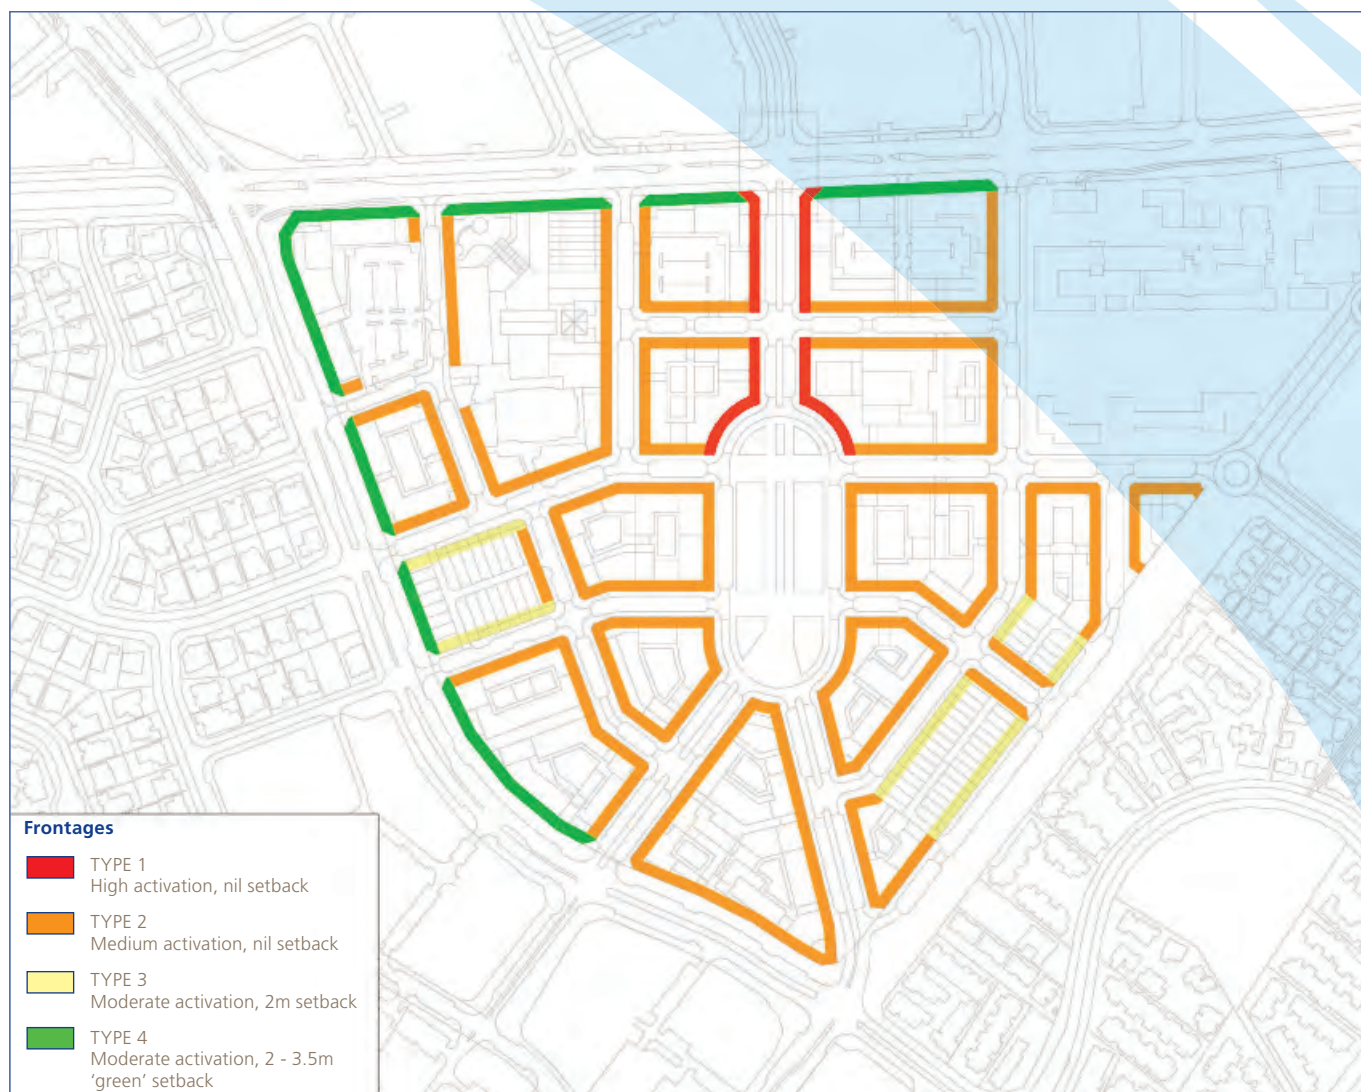 Frontages
TYPE 1
High activation, nil setback
TYPE 2
Medium activation, nil setback
TYPE 3
Moderate activation, 2m setback
TYPE 4
Moderate activation, 2 - 3.5m
‘green’ setback